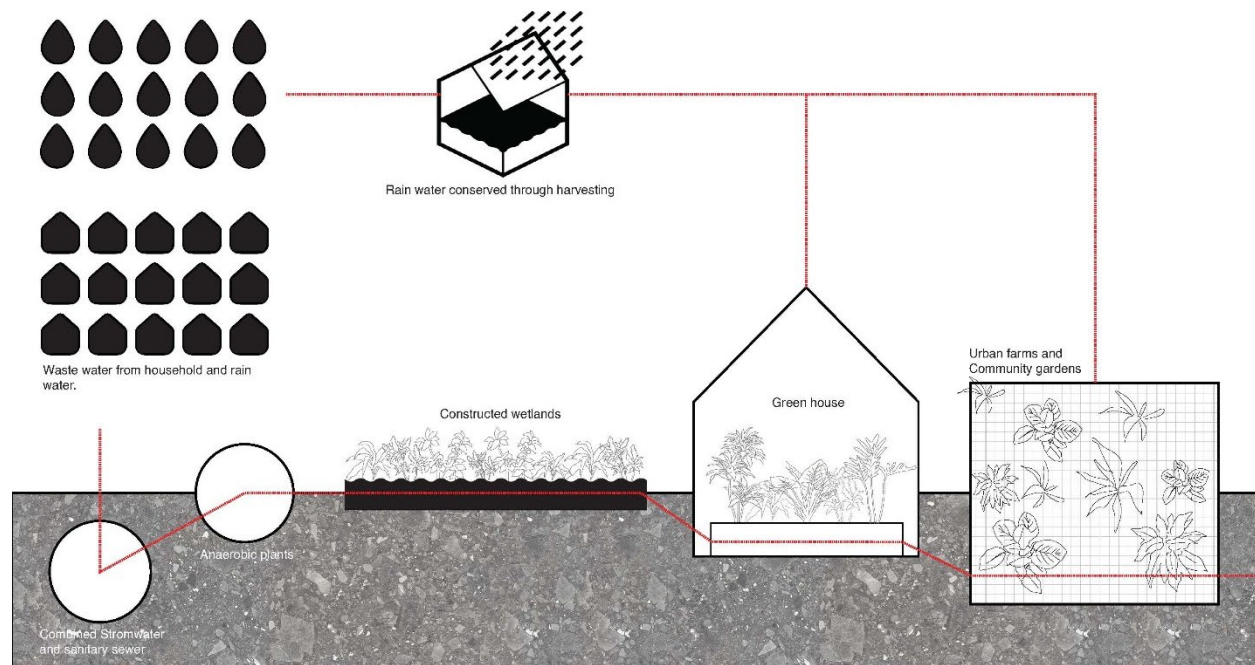 Rain water conserved through harvesting
Waste water from household and rain
water.
Urban farms and
Community gardens
Green house
Constructed wetlands
Anaerobic plants
Combined Stromwater
and sanitary sewer